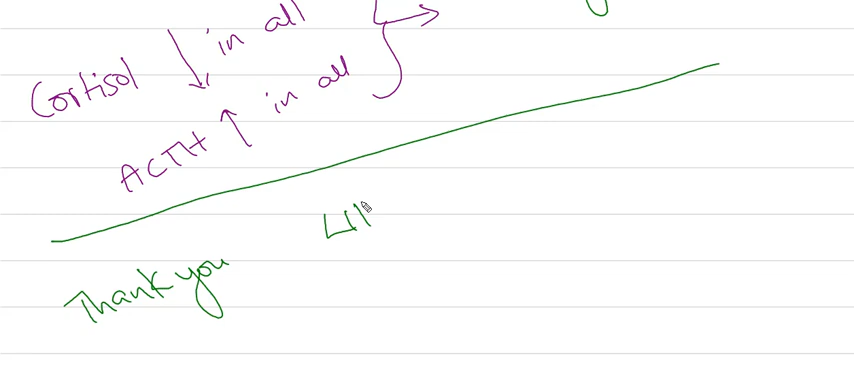 Cortisol ↓ in all
ACTH ↑ in all
Thank you